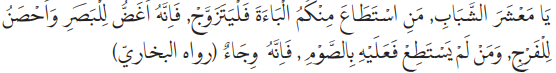 يَا مَعْشَرَ الشَّبَابِ, مَنِ اسْتَطَاعَ مِنْكُمُ الْبَاءَةَ فَلْيَتَزَوَّجْ, فَإِنَّهُ أَغَضُّ لِلْبَصَرِ وَأَحْصَنُ
لِلْفَرْجِ, وَمَنْ لَمْ يَسْتَطِعْ فَعَلَيْهِ بِالصَّوْمِ , فَإِنَّهُ وِجَاءٌ (رواه البخاريّ)